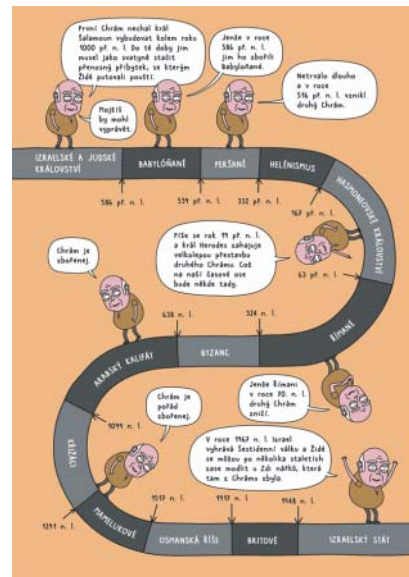 První Chrám nechal král
Šalamoun vybudovat kolem roku
1000 př. n. l. Do té doby jim
musel jako svatyně stačit
přenosný příbytek, se kterým
Židé putovali pouští.
Mojžíš
by mohl
vyprávět.
Jenže v roce
586 př. n. l.
jim ho zbořili
Babyloňané.
Netrvalo dlouho
a v roce
516 př. n. l. vznikl
druhý Chrám.
IZRAELSKÉ A JUDSKÉ
KRÁLOVSTVÍ
BABYLÓŇANÉ
PERŠANÉ
HELÉNISMUS
HASMONEOVSKÉ KRÁLOVSTVÍ
586 př. n. l.
539 př. n. l.
332 př. n. l.
167 př. n. l.
Píše se rok 19 př. n. l.
a král Herodes zahajuje
velkolepou přestavbu
druhého Chrámu. Což
na naší časové ose
bude někde tady.
63 př. n. l.
Chrám je
zbořenej.
638 n. l.
324 n. l.
ŘÍMANÉ
BYZANC
ARABSKÝ KALIFÁT
Jenže Římani
v roce 70. n. l.
druhý Chrám
zničí.
1099 n. l.
Chrám je
pořád
zbořenej.
KŘIŽÁCI
V roce 1967 n. l. Izrael
vyhrává Šestidenní válku a Židé
se můžou po několika staletích
zase modlit u Zdi nářků, která
tam z Chrámu zbyla.
1291 n. l.
MAMELUKOVÉ
1517 n. l.
1917 n. l.
1948 n. l.
OSMANSKÁ ŘÍŠE
BRITOVÉ
IZRAELSKÝ STÁT